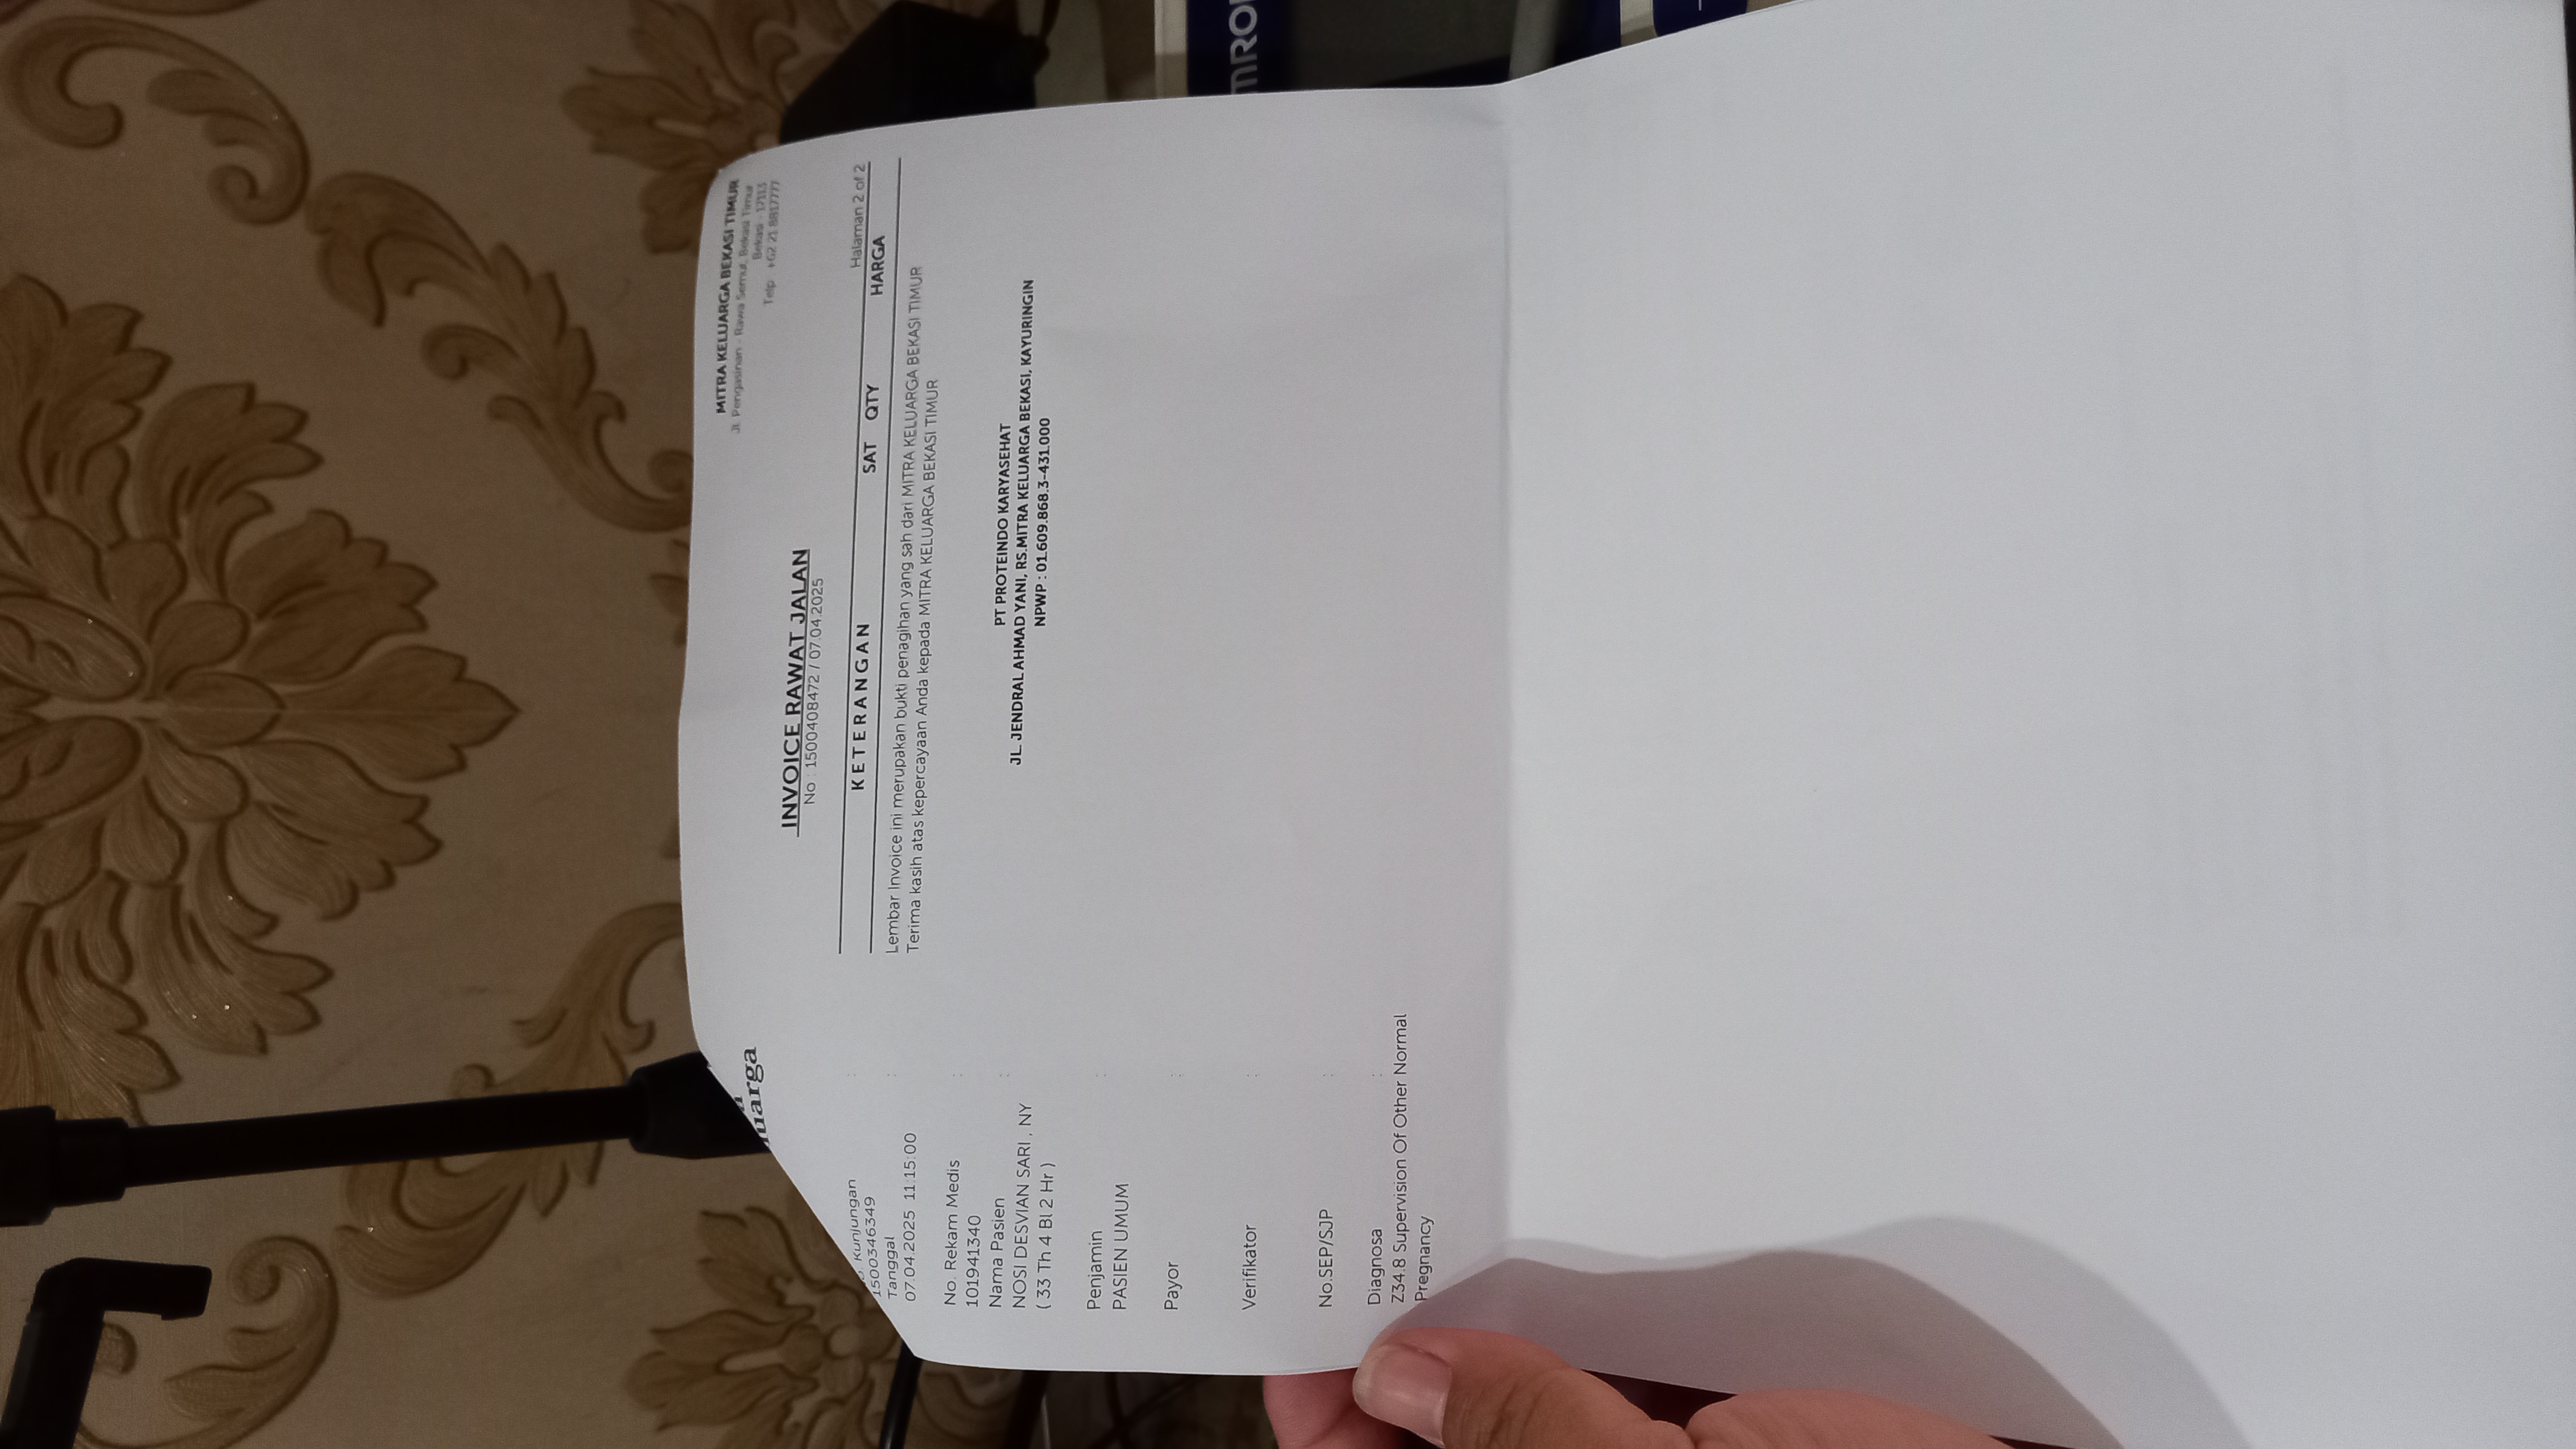 uarga
MITRA KELUARGA BEKASI TIMUR
Jl. Pengasinan - Rawa Semut, Bekasi Timur
Bekasi - 17113
Telp : +62 21 8817777
INVOICE RAWAT JALAN
No : 1500408472 / 07.04.2025
Halaman 2 of 2
KETERANGAN SAT QTY HARGA
Lembar Invoice ini merupakan bukti penagihan yang sah dari MITRA KELUARGA BEKASI TIMUR
Terima kasih atas kepercayaan Anda kepada MITRA KELUARGA BEKASI TIMUR
PT PROTEINDO KARYASEHAT
JL. JENDRAL AHMAD YANI, RS.MITRA KELUARGA BEKASI, KAYURINGIN
NPWP : 01.609.868.3-431.000
Kunjungan :
1500346349
Tanggal :
07.04.2025 11:15:00
No. Rekam Medis :
101941340
Nama Pasien :
NOSI DESVIAN SARI , NY
( 33 Th 4 Bl 2 Hr )
Penjamin :
PASIEN UMUM
Payor :
Verifikator :
No.SEP/SJP :
Diagnosa :
Z34.8 Supervision Of Other Normal
Pregnancy
MRO